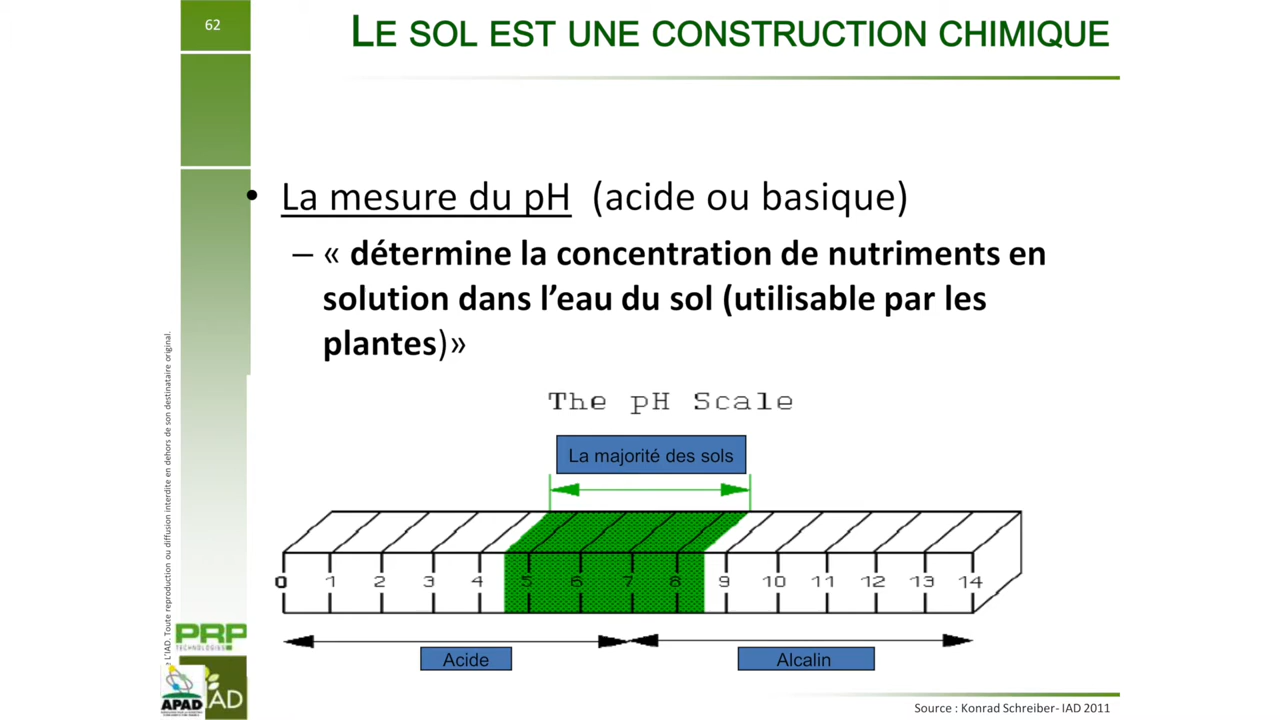 62
LE SOL EST UNE CONSTRUCTION CHIMIQUE
• La mesure du pH (acide ou basique)
– « détermine la concentration de nutriments en
solution dans l’eau du sol (utilisable par les
plantes)»
The pH Scale
La majorité des sols
0 1 2 3 4 5 6 7 8 9 10 11 12 13 14
Acide
Alcalin
e L’IAD. Toute reproduction ou diffusion interdite en dehors de son destinataire original.
PRP
TECHNOLOGIES
APAD
IAD
Source : Konrad Schreiber- IAD 2011